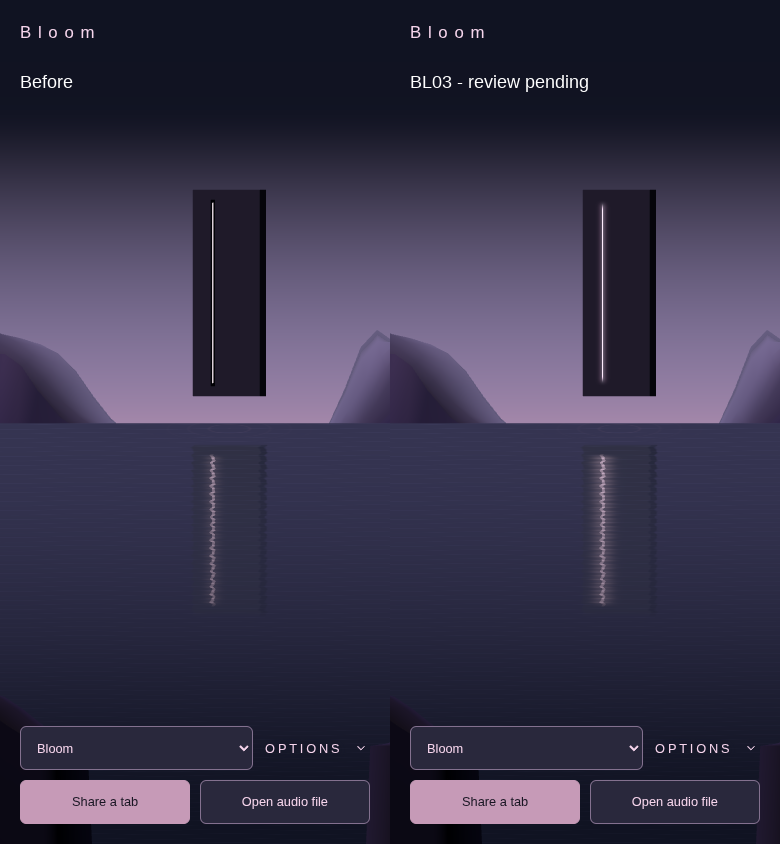 Bloom
Before
Bloom
OPTIONS
Share a tab
Open audio file
Bloom
BL03 - review pending
Bloom
OPTIONS
Share a tab
Open audio file